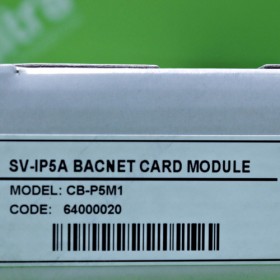 SV-IP5A BACNET CARD MODULE
MODEL: CB-P5M1
CODE: 64000020